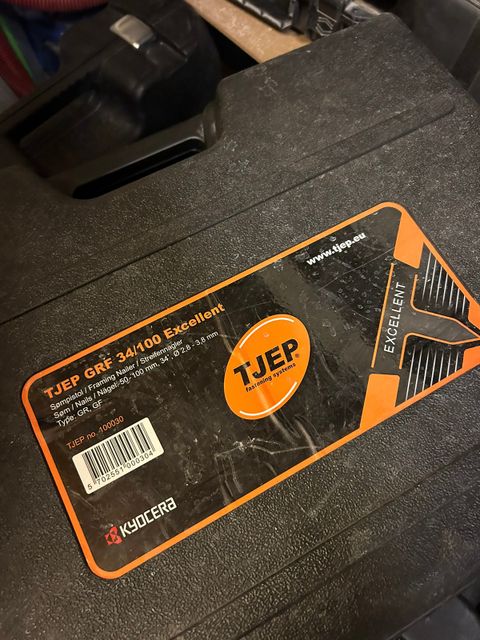 TJEP GRF 34/100 Excellent
Sømpistol / Framing Nailer / Streifennagler
Søm / Nails / Nägel: 50-100 mm, 34°, Ø 2,8 - 3,8 mm
Type: GR, GF
TJEP no. 100030
5 702551 000304
KYOCERA
TJEP®
fastening systems
www.tjep.eu
EXCELLENT